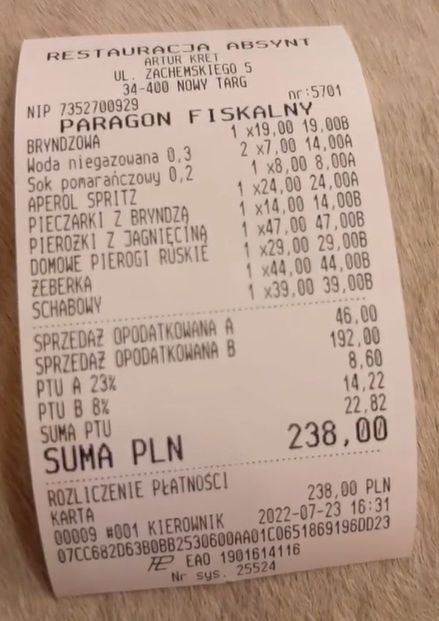 RESTAURACJA ABSYNT
ARTUR KRET
UL. ZACHEMSKIEGO 5
34-400 NOWY TARG
NIP 7352700929 nr:5701
PARAGON FISKALNY
BRYNDZOWA 1 x19,00 19,00B
Woda niegazowana 0,3 2 x7,00 14,00A
Sok pomarańczowy 0,2 1 x8,00 8,00A
APEROL SPRITZ 1 x24,00 24,00A
PIECZARKI Z BRYNDZĄ 1 x14,00 14,00B
PIEROŻKI Z JAGNIĘCINĄ 1 x47,00 47,00B
DOMOWE PIEROGI RUSKIE 1 x29,00 29,00B
ŻEBERKA 1 x44,00 44,00B
SCHABOWY 1 x39,00 39,00B
SPRZEDAŻ OPODATKOWANA A 46,00
SPRZEDAŻ OPODATKOWANA B 192,00
PTU A 23% 8,60
PTU B 8% 14,22
SUMA PTU 22,82
SUMA PLN 238,00
ROZLICZENIE PŁATNOŚCI
KARTA 238,00 PLN
00009 #001 KIEROWNIK 2022-07-23 16:31
07CC682D63B0BB2530600AA01C0651869196DD23
EAO 1901614116
Nr sys. 25524